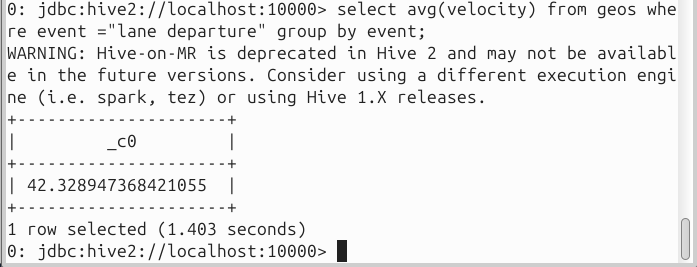 0: jdbc:hive2://localhost:10000> select avg(velocity) from geos whe
re event ="lane departure" group by event;
WARNING: Hive-on-MR is deprecated in Hive 2 and may not be availabl
e in the future versions. Consider using a different execution engi
ne (i.e. spark, tez) or using Hive 1.X releases.
+---------------------+
|         _c0         |
+---------------------+
| 42.328947368421055  |
+---------------------+
1 row selected (1.403 seconds)
0: jdbc:hive2://localhost:10000>